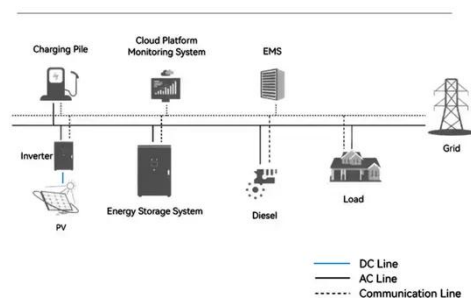 Charging Pile
Cloud Platform
Monitoring System
EMS
Inverter
Grid
PV
Energy Storage System
Diesel
Load
DC Line
AC Line
Communication Line